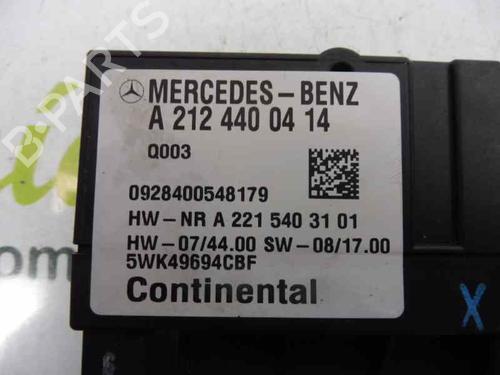 B-PARTS
MERCEDES-BENZ
A 212 440 04 14
Q003
0928400548179
HW-NR A 221 540 31 01
HW-07/44.00 SW-08/17.00
5WK49694CBF
Continental
X